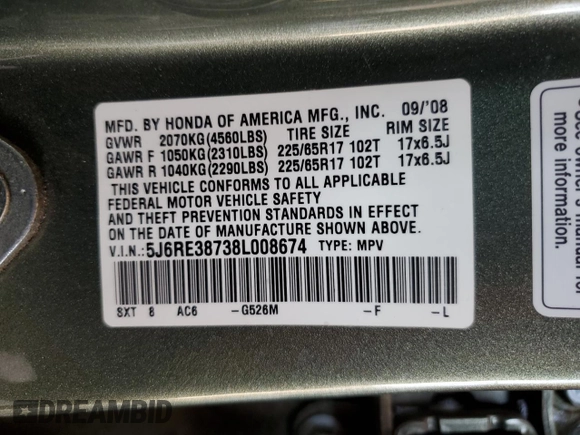 MFD. BY HONDA OF AMERICA MFG., INC. 09/'08
GVWR 2070KG(4560LBS) TIRE SIZE RIM SIZE
GAWR F 1050KG(2310LBS) 225/65R17 102T 17x6.5J
GAWR R 1040KG(2290LBS) 225/65R17 102T 17x6.5J
THIS VEHICLE CONFORMS TO ALL APPLICABLE
FEDERAL MOTOR VEHICLE SAFETY
AND THEFT PREVENTION STANDARDS IN EFFECT
ON THE DATE OF MANUFACTURE SHOWN ABOVE.
V.I.N.:5J6RE38738L008674 TYPE: MPV
SXT 8 AC6 -G526M -F -L
more information.
DREAMBID